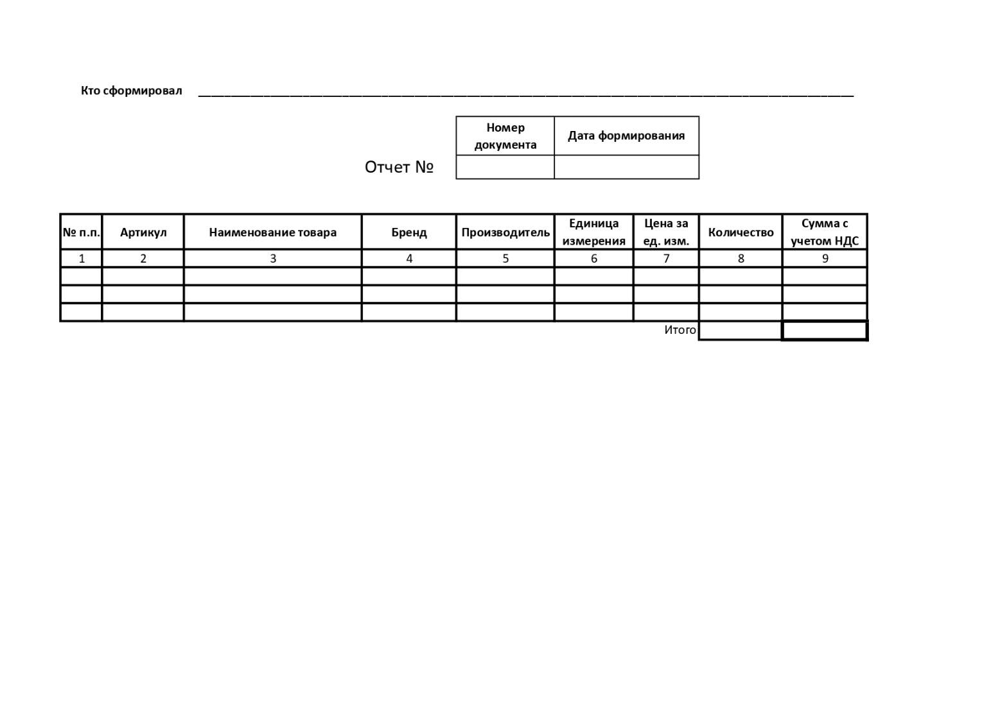 Кто сформировал
Номер
документа
Дата формирования
Отчет №
№ п.п.
Артикул
Наименование товара
Бренд
Производитель
Единица
измерения
Цена за
ед. изм.
Количество
Сумма с
учетом НДС
1 2 3 4 5 6 7 8 9
Итого